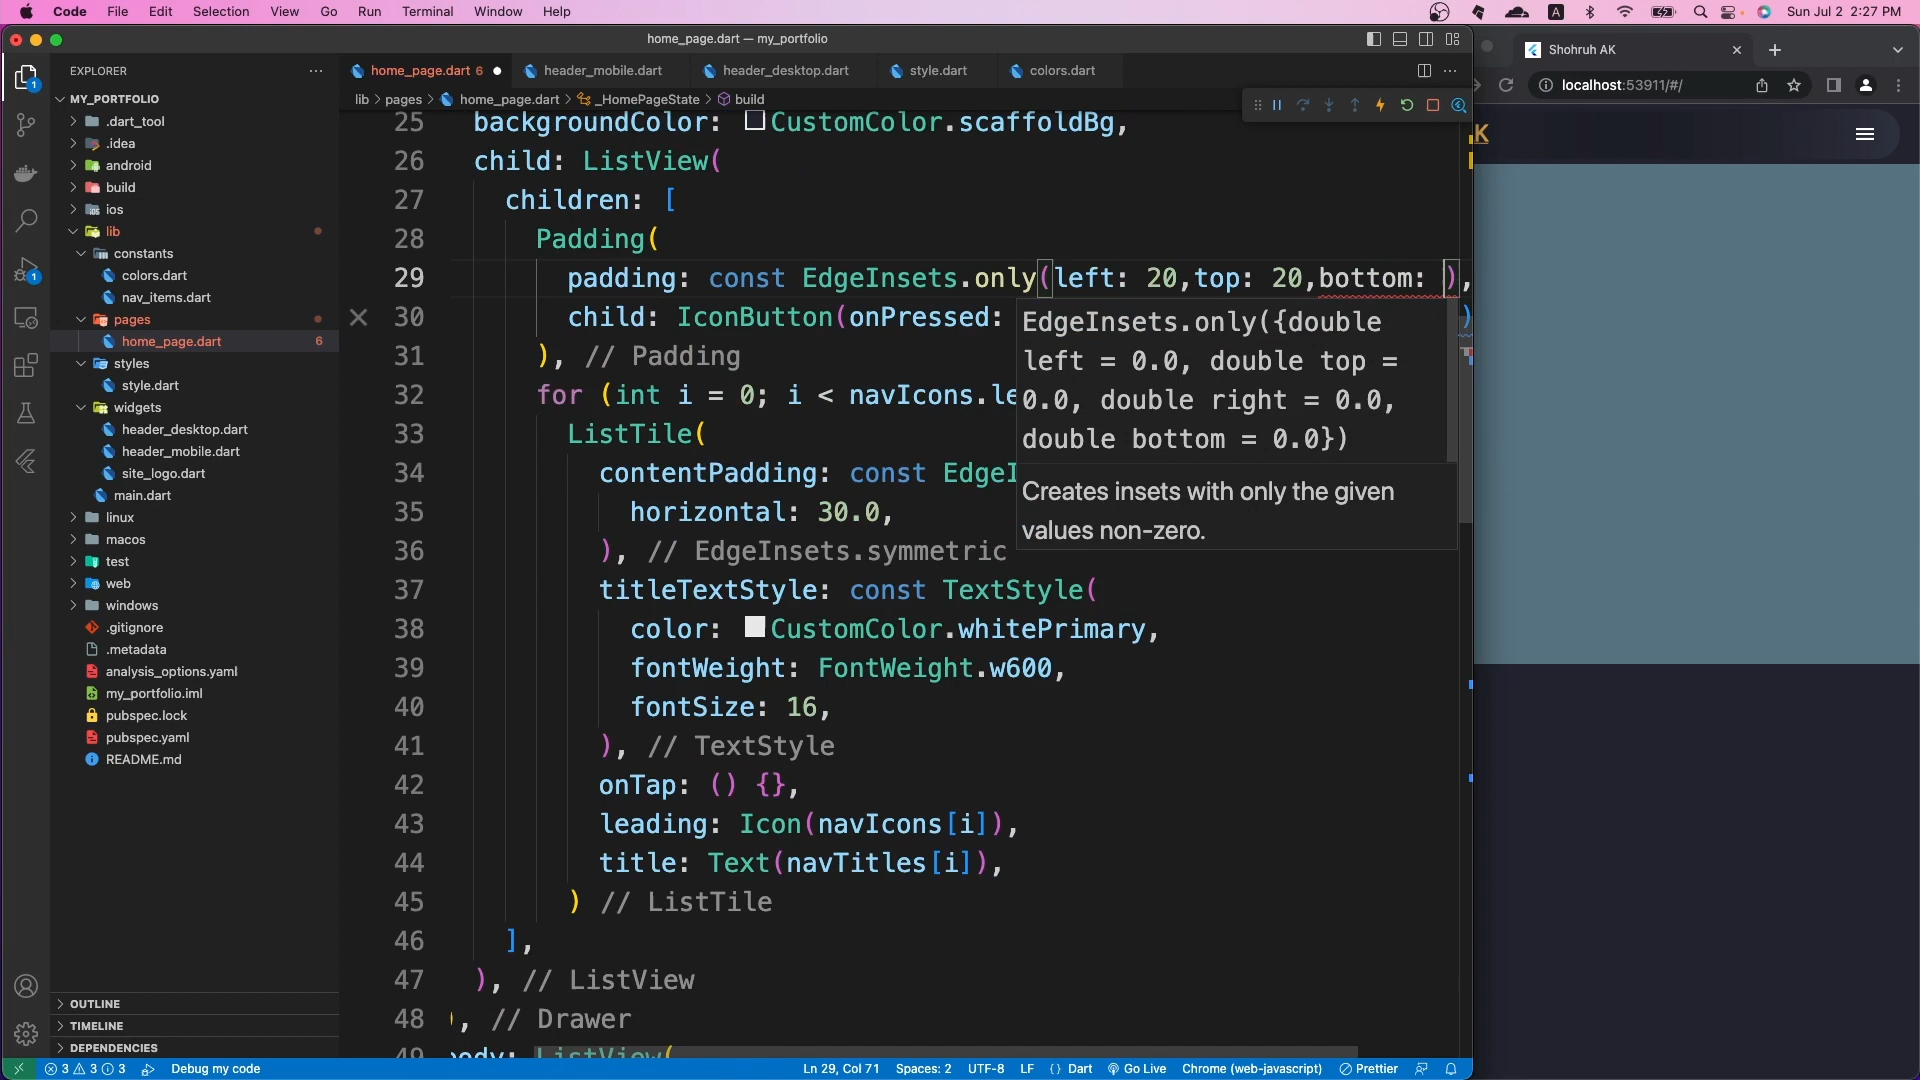 Code File Edit Selection View Go Run Terminal Window Help
A
Sun Jul 2 2:27 PM
home_page.dart — my_portfolio
Shohruh AK
localhost:53911/#/
K
EXPLORER
1
1
MY_PORTFOLIO
.dart_tool
.idea
android
build
ios
lib
constants
colors.dart
nav_items.dart
pages
home_page.dart 6
styles
style.dart
widgets
header_desktop.dart
header_mobile.dart
site_logo.dart
main.dart
linux
macos
test
web
windows
.gitignore
.metadata
analysis_options.yaml
my_portfolio.iml
pubspec.lock
pubspec.yaml
README.md
OUTLINE
TIMELINE
DEPENDENCIES
home_page.dart 6 header_mobile.dart header_desktop.dart style.dart colors.dart
lib > pages > home_page.dart > _HomePageState > build
25 backgroundColor: CustomColor.scaffoldBg,
26 child: ListView(
27 children: [
28 Padding(
29 padding: const EdgeInsets.only(left: 20,top: 20,bottom: ),
30 child: IconButton(onPressed: )
31 ), // Padding
32 for (int i = 0; i < navIcons.le
33 ListTile(
34 contentPadding: const EdgeI
35 horizontal: 30.0,
36 ), // EdgeInsets.symmetric
37 titleTextStyle: const TextStyle(
38 color: CustomColor.whitePrimary,
39 fontWeight: FontWeight.w600,
40 fontSize: 16,
41 ), // TextStyle
42 onTap: () {},
43 leading: Icon(navIcons[i]),
44 title: Text(navTitles[i]),
45 ) // ListTile
46 ],
47 ), // ListView
48 ), // Drawer
49 body: ListView(
EdgeInsets.only({double
left = 0.0, double top =
0.0, double right = 0.0,
double bottom = 0.0})
Creates insets with only the given
values non-zero.
3 3 3 Debug my code
Ln 29, Col 71 Spaces: 2 UTF-8 LF {} Dart Go Live Chrome (web-javascript) Prettier